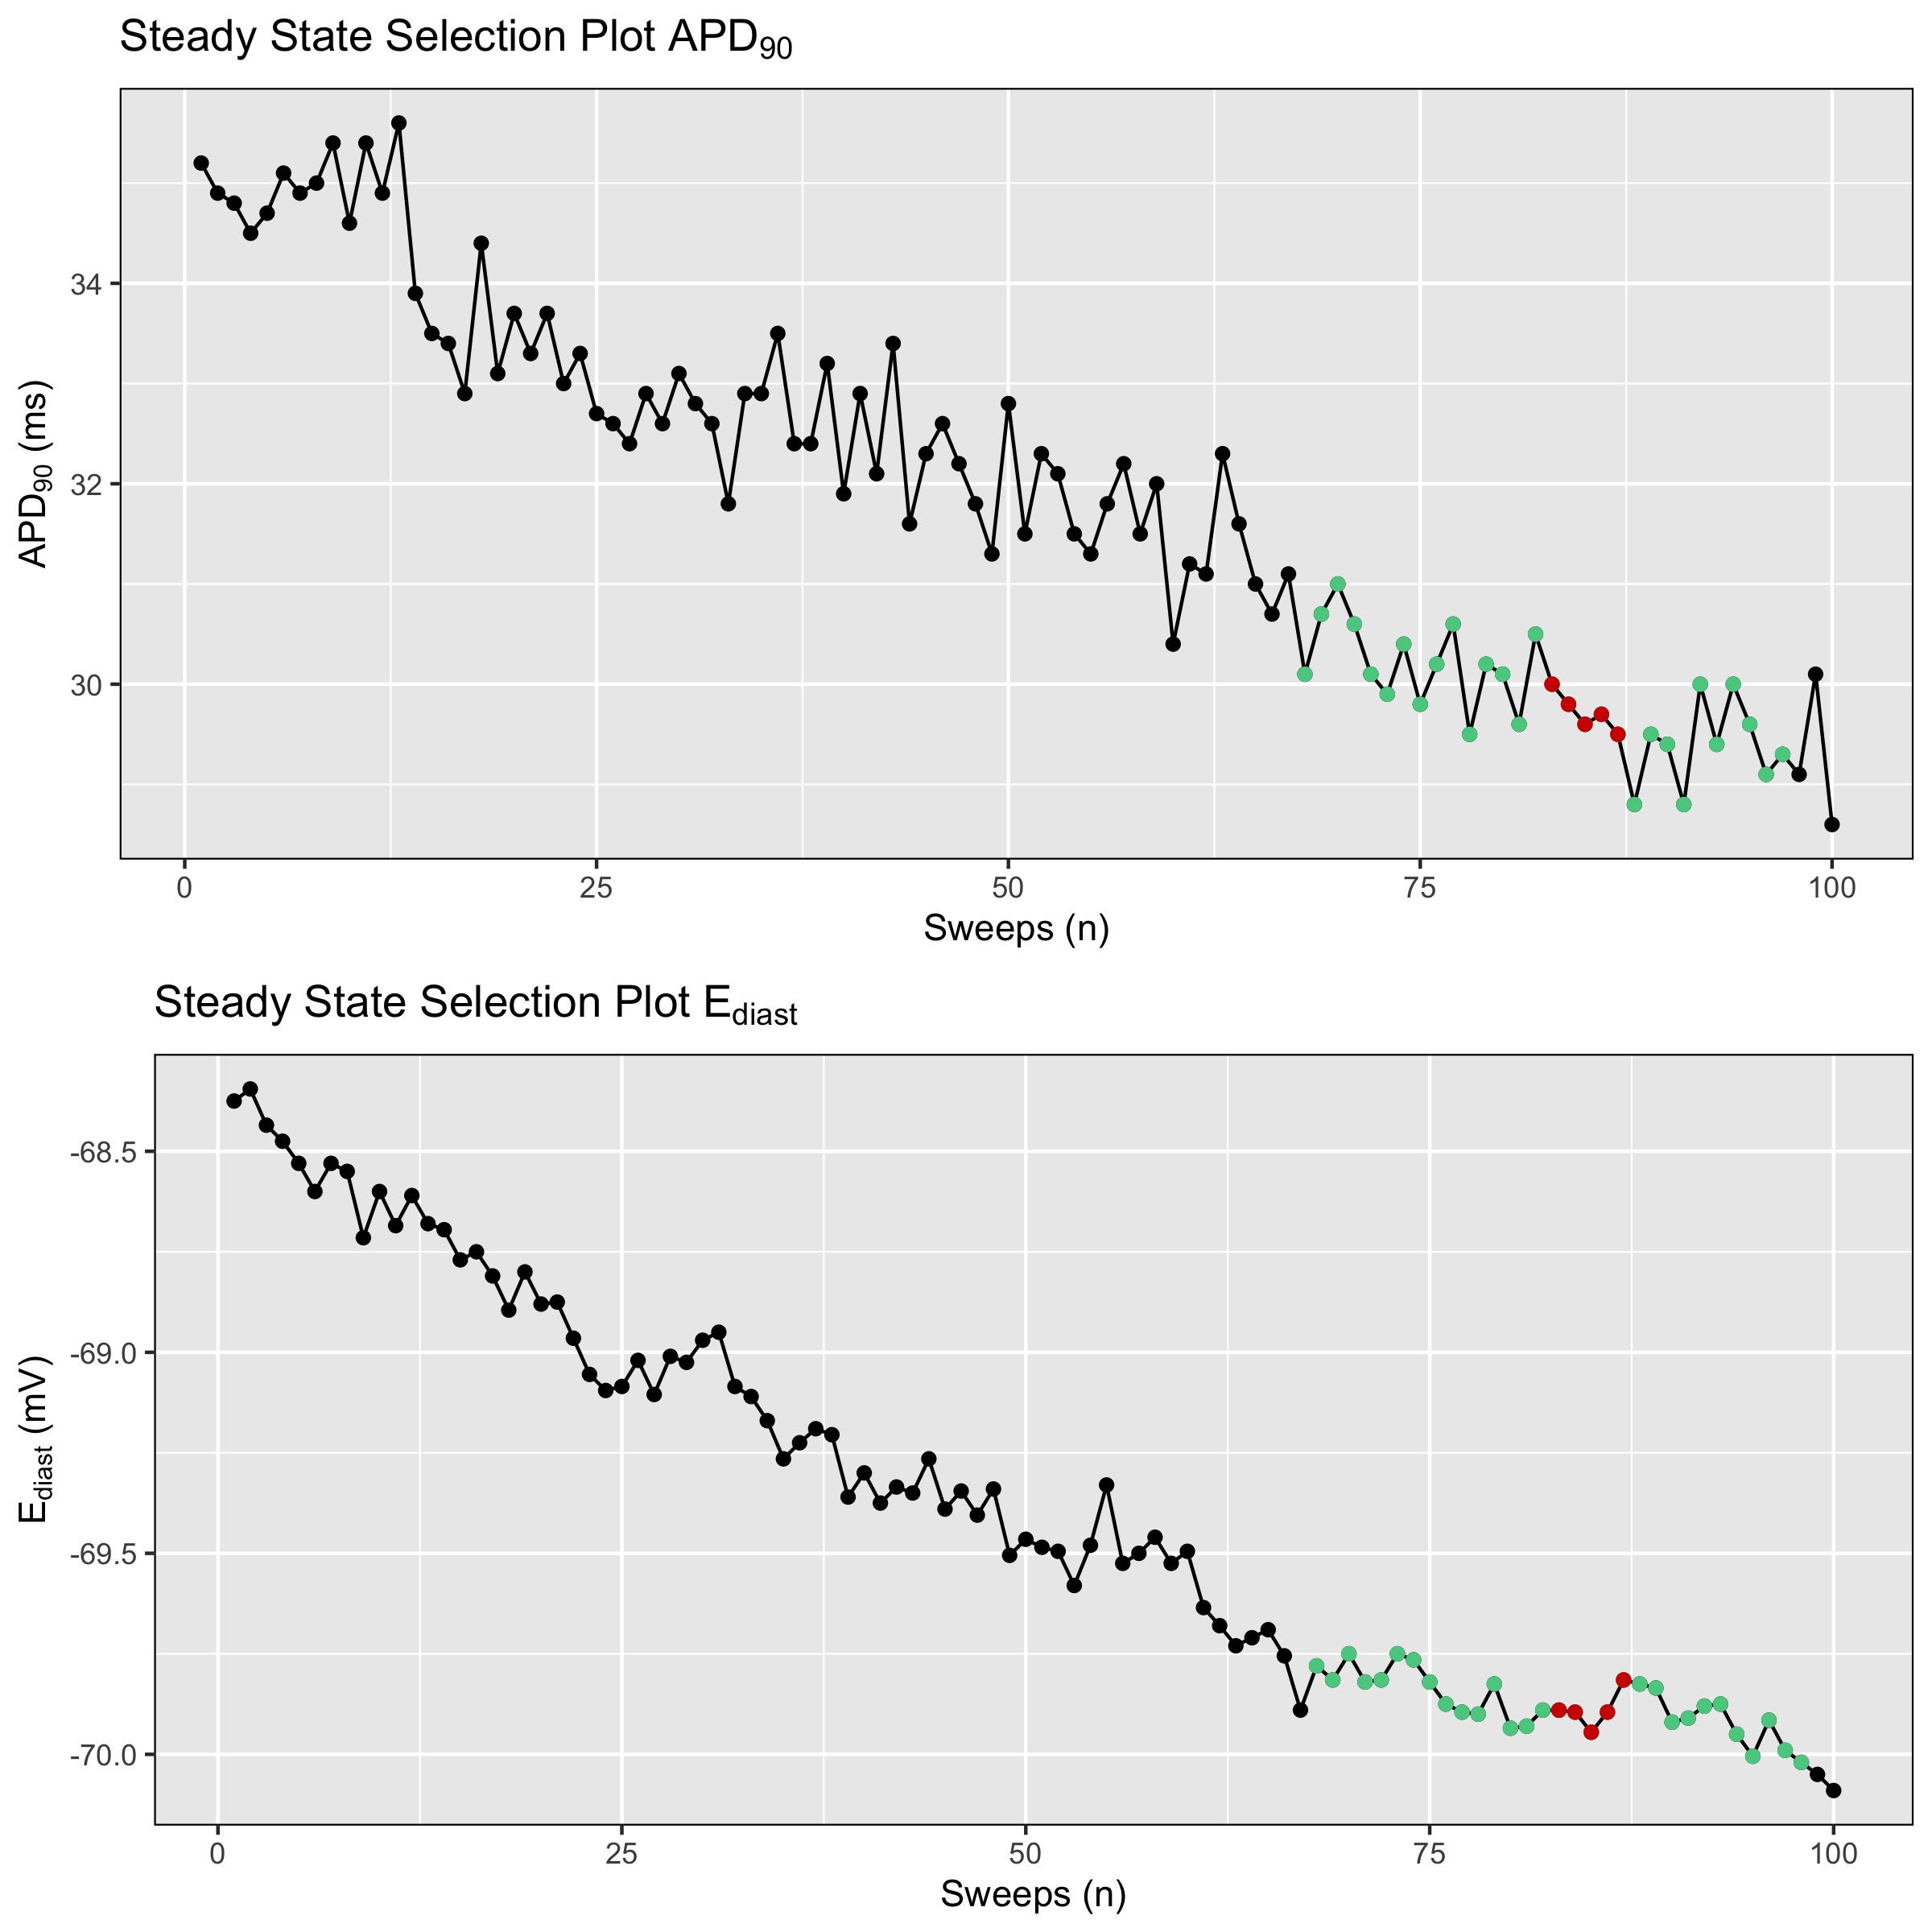 Steady State Selection Plot APD90
APD90 (ms)
34
32
30
0 25 50 75 100
Sweeps (n)
Steady State Selection Plot Ediast
Ediast (mV)
-68.5
-69.0
-69.5
-70.0
0 25 50 75 100
Sweeps (n)